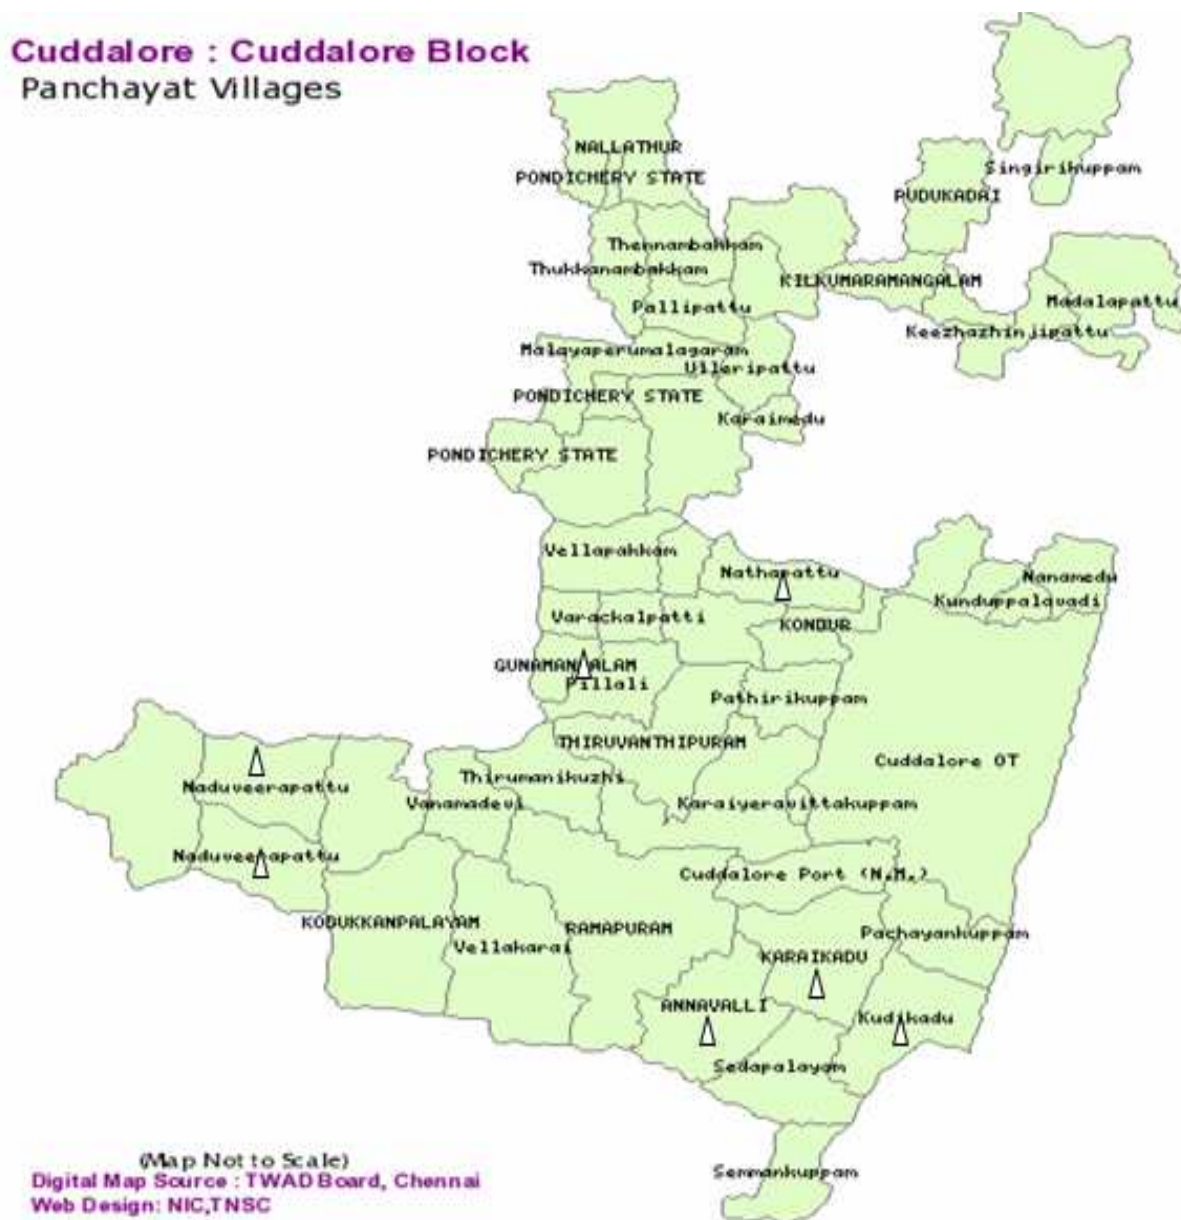 Cuddalore : Cuddalore Block
Panchayat Villages
NALLATHUR
Singirikuppam
PONDICHERY STATE
PUDUKADAI
Thennambakkam
Thukkanambakkam
KILKUMARAMANGALAM
Pallipattu
Madalapattu
Keezhazhinjipattu
Malayaperumalagaram
Ulleripattu
PONDICHERY STATE
Karaimedu
PONDICHERY STATE
Vellapakkam
Nathapattu
Nanamedu
Kunduppalavadi
Varackalpatti
KONDUR
GUNAMANGALAM
Pillali
Pathirikuppam
THIRUVANTHIPURAM
Cuddalore OT
Thirumanikuzhi
Naduveerapattu
Vanamadevi
Karaiyeravittakuppam
Naduveerapattu
Cuddalore Port (N.M.)
KODUKKANPALAYAM
RAMAPURAM
Pachayankuppam
Vellakarai
KARAIKADU
ANNAVALLI
Kudikadu
Sedapalayam
(Map Not to Scale)
Semmankuppam
Digital Map Source : TWAD Board, Chennai
Web Design: NIC,TNSC